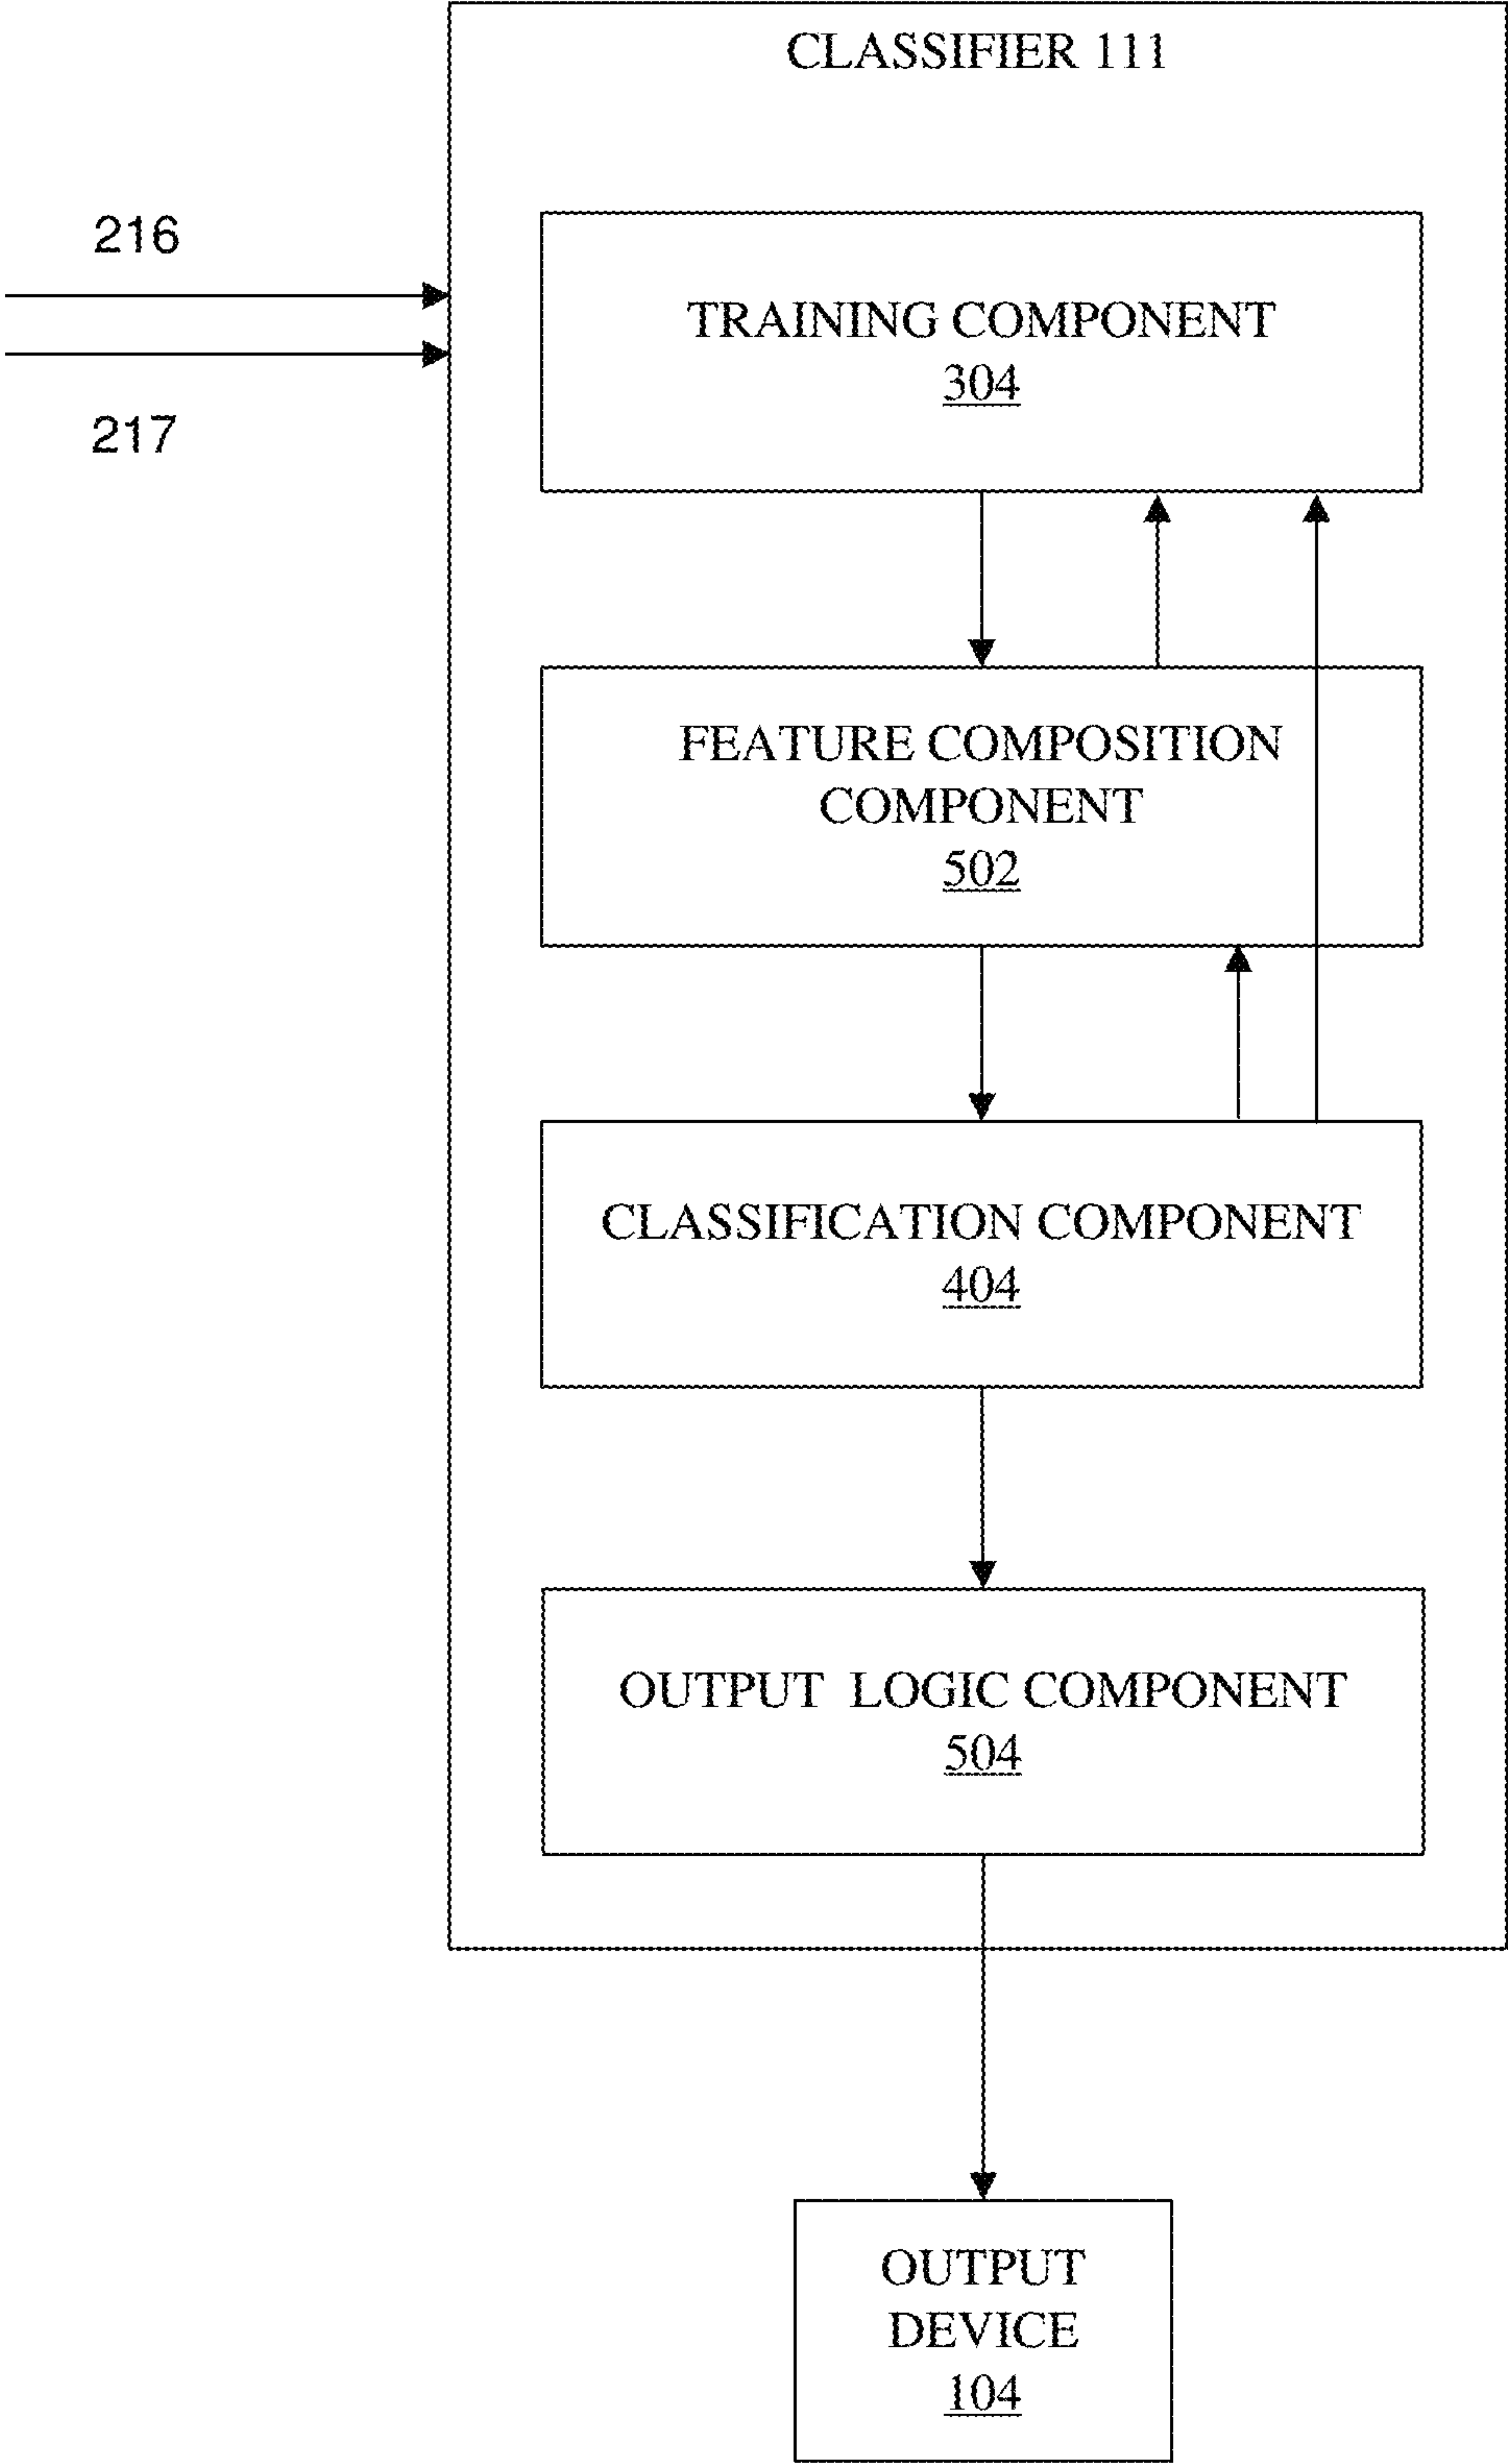 CLASSIFIER 111
216
217
TRAINING COMPONENT
304
FEATURE COMPOSITION
COMPONENT
502
CLASSIFICATION COMPONENT
404
OUTPUT LOGIC COMPONENT
504
OUTPUT
DEVICE
104